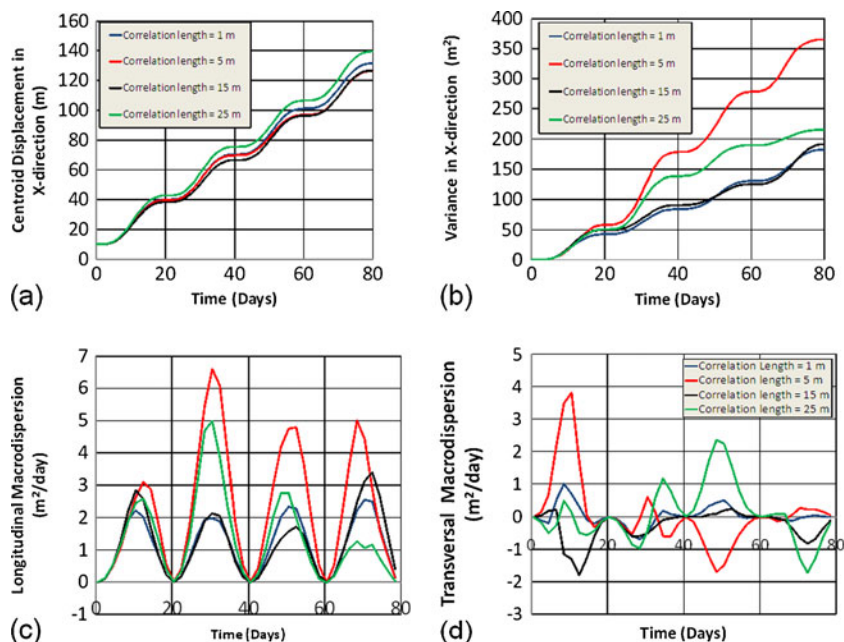 160
140
120
100
80
60
40
20
0
Centroid Displacement in
X-direction (m)
Correlation length = 1 m
Correlation length = 5 m
Correlation length = 15 m
Correlation length = 25 m
0 20 40 60 80
Time (Days)
(a)
400
350
300
250
200
150
100
50
0
Variance in X-direction (m²)
Correlation length = 1 m
Correlation length = 5 m
Correlation length = 15 m
Correlation length = 25 m
0 20 40 60 80
Time (Days)
(b)
7
6
5
4
3
2
1
0
-1
Longitudinal Macrodispersion
(m²/day)
0 20 40 60 80
Time (Days)
(c)
5
4
3
2
1
0
-1
-2
-3
Transversal Macrodispersion
(m²/day)
Correlation Length = 1 m
Correlation length = 5 m
Correlation length = 15 m
Correlation length = 25 m
0 20 40 60 80
Time (Days)
(d)